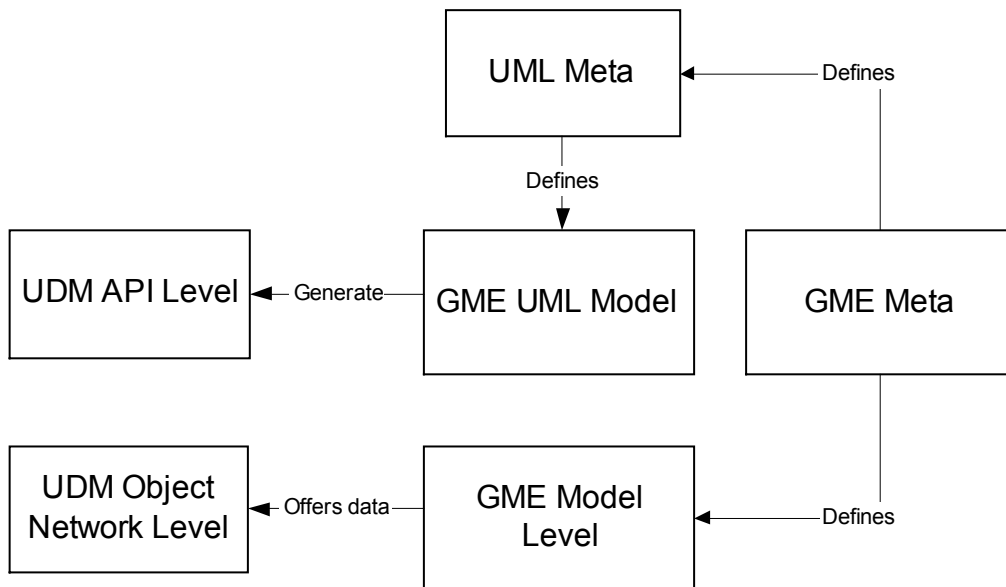 UML Meta
Defines
Defines
UDM API Level
Generate
GME UML Model
GME Meta
UDM Object
Network Level
Offers data
GME Model
Level
Defines